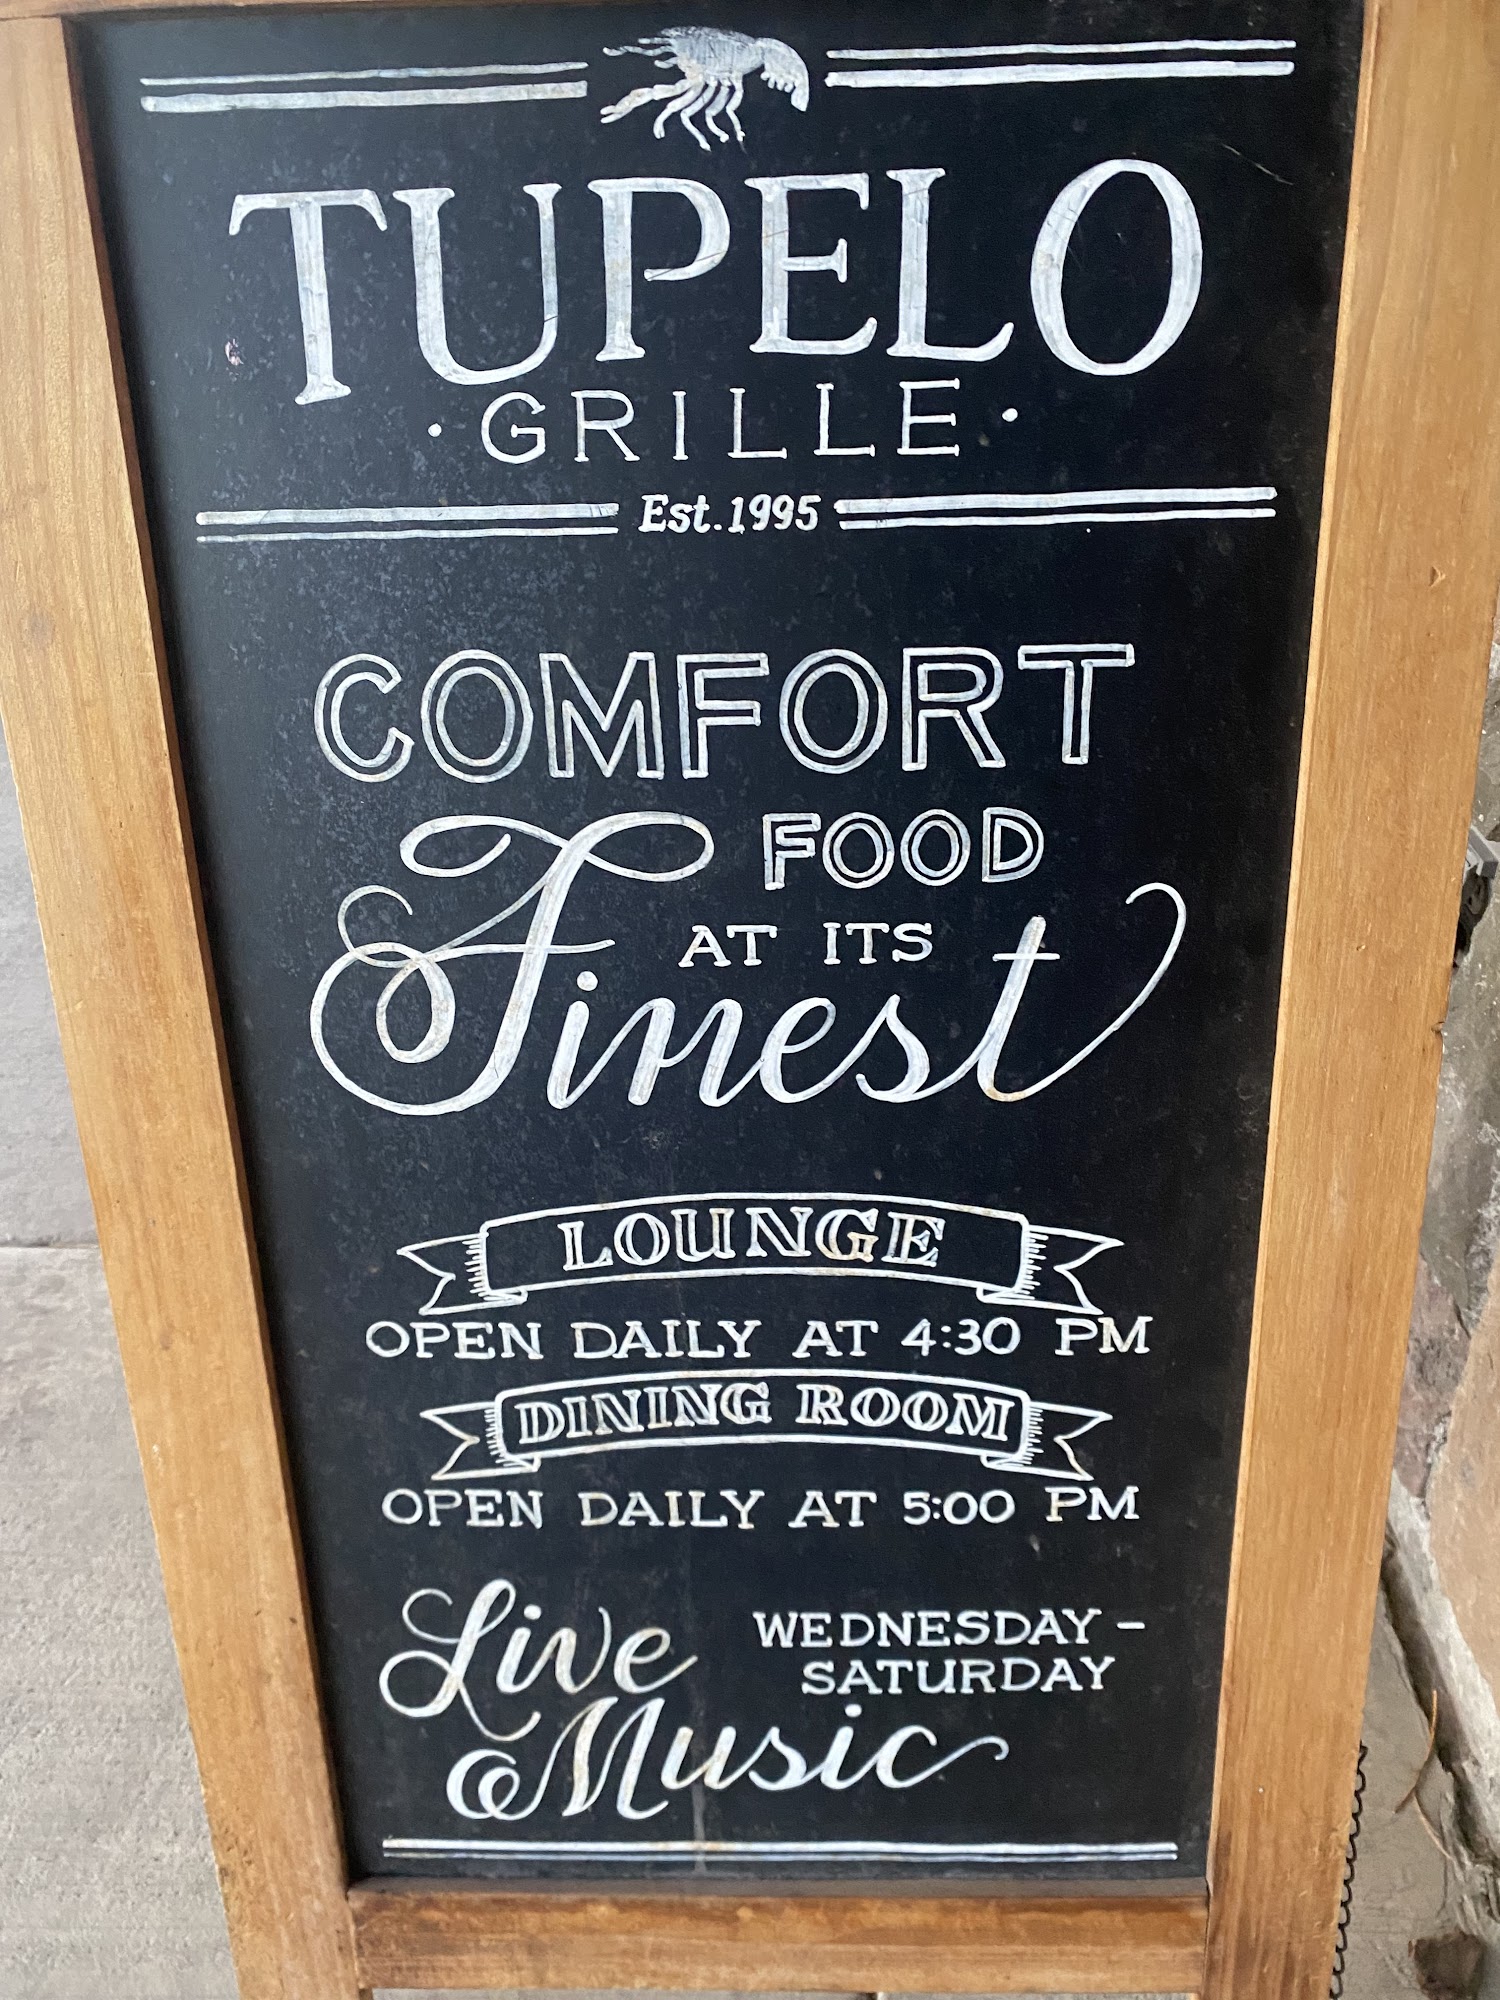 TUPELO
· GRILLE ·
Est. 1995
COMFORT
FOOD
AT ITS
Finest
LOUNGE
OPEN DAILY AT 4:30 PM
DINING ROOM
OPEN DAILY AT 5:00 PM
Live
Music
WEDNESDAY -
SATURDAY